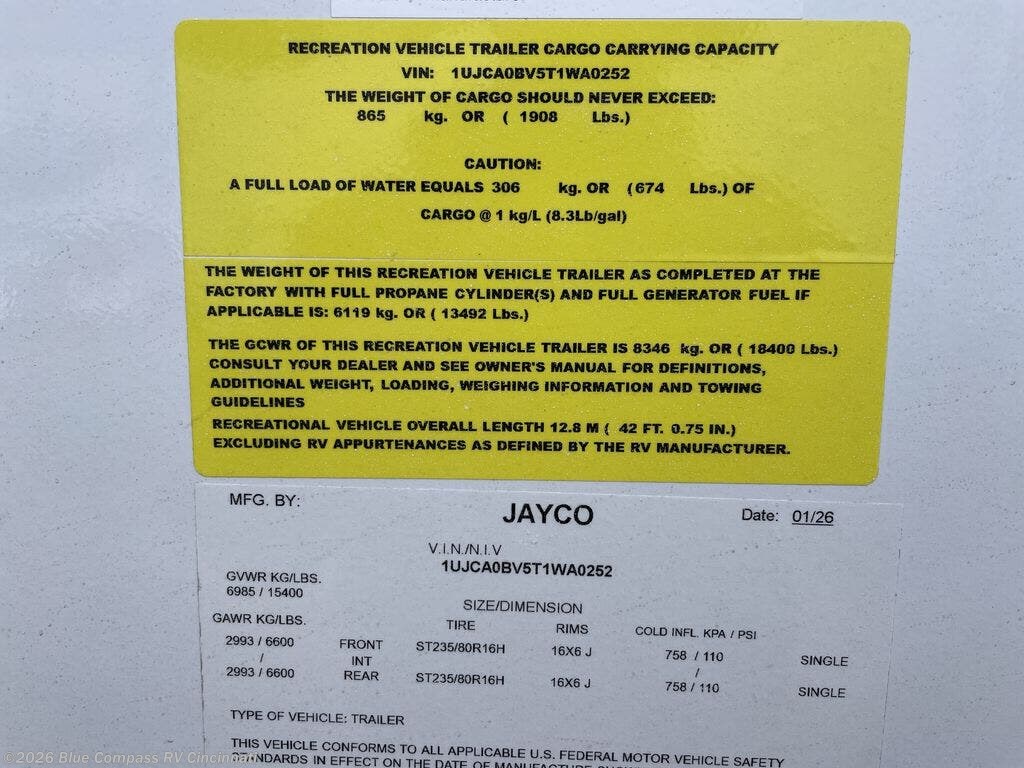 RECREATION VEHICLE TRAILER CARGO CARRYING CAPACITY
VIN: 1UJCA0BV5T1WA0252
THE WEIGHT OF CARGO SHOULD NEVER EXCEED:
865 kg. OR ( 1908 Lbs.)
CAUTION:
A FULL LOAD OF WATER EQUALS 306 kg. OR (674 Lbs.) OF
CARGO @ 1 kg/L (8.3Lb/gal)
THE WEIGHT OF THIS RECREATION VEHICLE TRAILER AS COMPLETED AT THE
FACTORY WITH FULL PROPANE CYLINDER(S) AND FULL GENERATOR FUEL IF
APPLICABLE IS: 6119 kg. OR ( 13492 Lbs.)
THE GCWR OF THIS RECREATION VEHICLE TRAILER IS 8346 kg. OR ( 18400 Lbs.)
CONSULT YOUR DEALER AND SEE OWNER'S MANUAL FOR DEFINITIONS,
ADDITIONAL WEIGHT, LOADING, WEIGHING INFORMATION AND TOWING
GUIDELINES
RECREATIONAL VEHICLE OVERALL LENGTH 12.8 M ( 42 FT. 0.75 IN.)
EXCLUDING RV APPURTENANCES AS DEFINED BY THE RV MANUFACTURER.
MFG. BY: JAYCO Date: 01/26
V.I.N./N.I.V
1UJCA0BV5T1WA0252
GVWR KG/LBS.
6985 / 15400
SIZE/DIMENSION
GAWR KG/LBS. TIRE RIMS COLD INFL. KPA / PSI
2993 / 6600 FRONT ST235/80R16H 16X6 J 758 / 110 SINGLE
/ INT /
2993 / 6600 REAR ST235/80R16H 16X6 J 758 / 110 SINGLE
TYPE OF VEHICLE: TRAILER
THIS VEHICLE CONFORMS TO ALL APPLICABLE U.S. FEDERAL MOTOR VEHICLE SAFETY
STANDARDS IN EFFECT ON THE DATE OF MANUFACTURE
©2026 Blue Compass RV Cincinnati